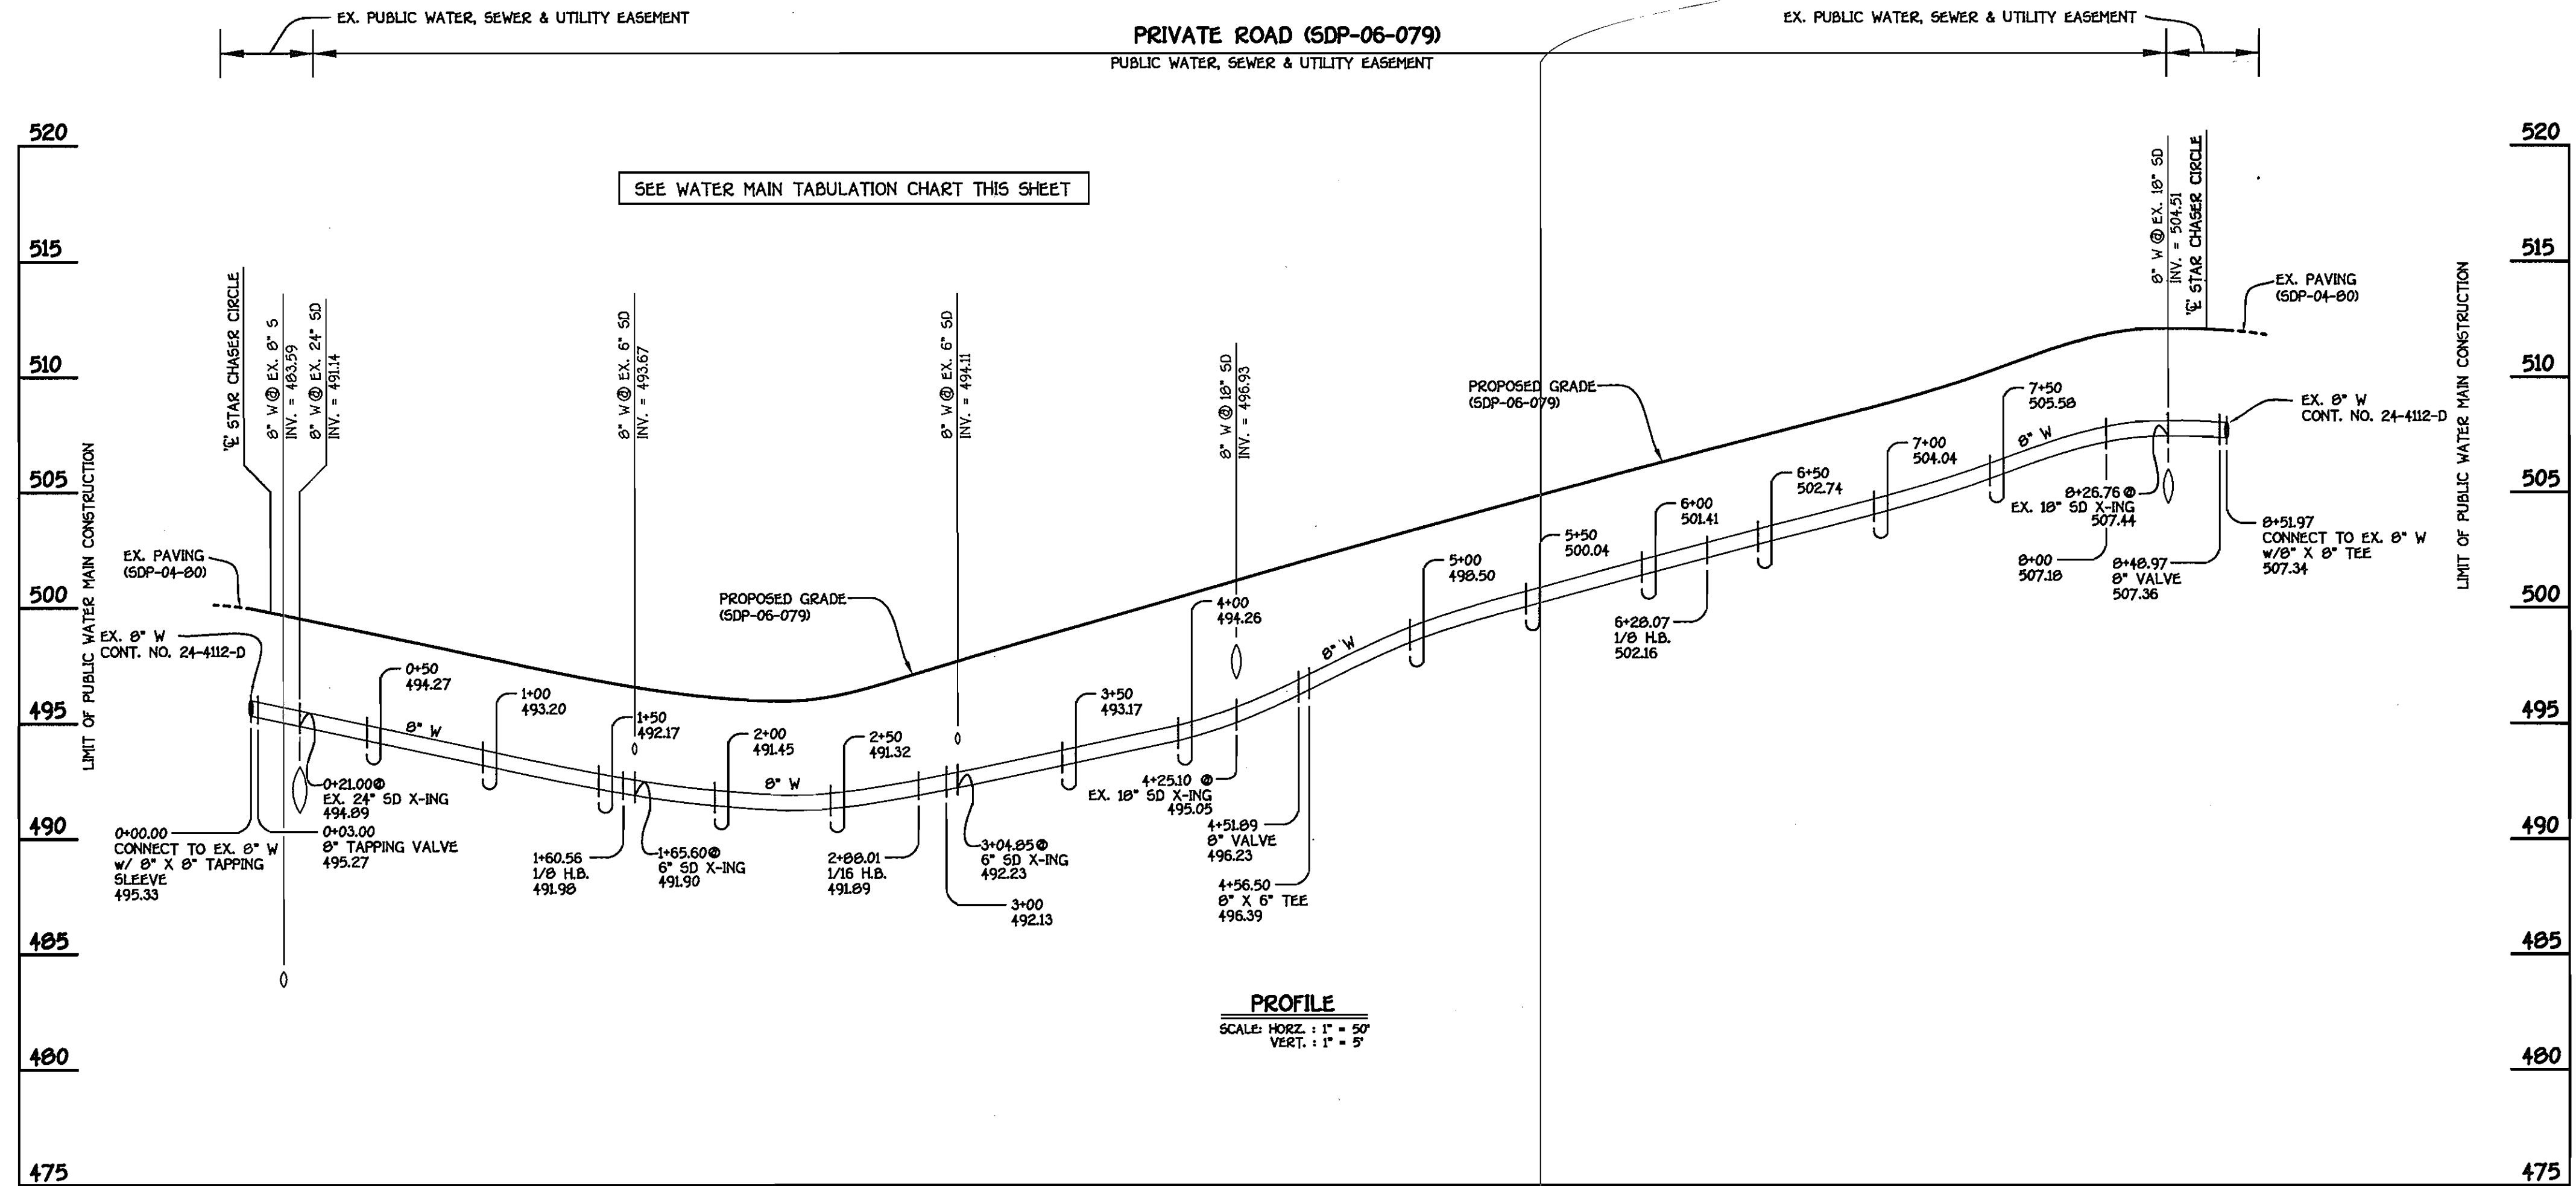 EX. PUBLIC WATER, SEWER & UTILITY EASEMENT
PRIVATE ROAD (SDP-06-079)
PUBLIC WATER, SEWER & UTILITY EASEMENT
EX. PUBLIC WATER, SEWER & UTILITY EASEMENT
520
515
510
505
500
495
490
485
480
475
LIMIT OF PUBLIC WATER MAIN CONSTRUCTION
SEE WATER MAIN TABULATION CHART THIS SHEET
℄ STAR CHASER CIRCLE
8" W @ EX. 8" S
INV. = 483.59
8" W @ EX. 24" SD
INV. = 491.14
8" W @ EX. 6" SD
INV. = 493.67
8" W @ EX. 6" SD
INV. = 494.11
8" W @ 18" SD
INV. = 496.93
8" W @ EX. 18" SD
INV. = 504.51
℄ STAR CHASER CIRCLE
EX. PAVING
(SDP-04-80)
EX. 8" W
CONT. NO. 24-4112-D
PROPOSED GRADE
(SDP-06-079)
PROPOSED GRADE
(SDP-06-079)
EX. PAVING
(SDP-04-80)
EX. 8" W
CONT. NO. 24-4112-D
0+00.00
CONNECT TO EX. 8" W
W/ 8" X 8" TAPPING
SLEEVE
495.33
0+03.00
8" TAPPING VALVE
495.27
0+21.00@
EX. 24" SD X-ING
494.89
0+50
494.27
8" W
1+00
493.20
1+50
492.17
1+60.56
1/8 H.B.
491.98
1+65.60@
6" SD X-ING
491.90
2+00
491.45
8" W
2+50
491.32
2+88.01
1/16 H.B.
491.89
3+00
492.13
3+04.85@
6" SD X-ING
492.23
3+50
493.17
4+00
494.26
4+25.10 @
EX. 18" SD X-ING
495.05
4+51.89
8" VALVE
496.23
4+56.50
8" X 6" TEE
496.39
8" W
5+00
498.50
5+50
500.04
6+00
501.41
6+28.07
1/8 H.B.
502.16
6+50
502.74
7+00
504.04
7+50
505.58
8" W
8+00
507.18
8+26.76 @
EX. 18" SD X-ING
507.44
8+48.97
8" VALVE
507.36
8+51.97
CONNECT TO EX. 8" W
W/8" X 8" TEE
507.34
PROFILE
SCALE: HORZ. : 1" = 50'
VERT. : 1" = 5'
LIMIT OF PUBLIC WATER MAIN CONSTRUCTION
520
515
510
505
500
495
490
485
480
475